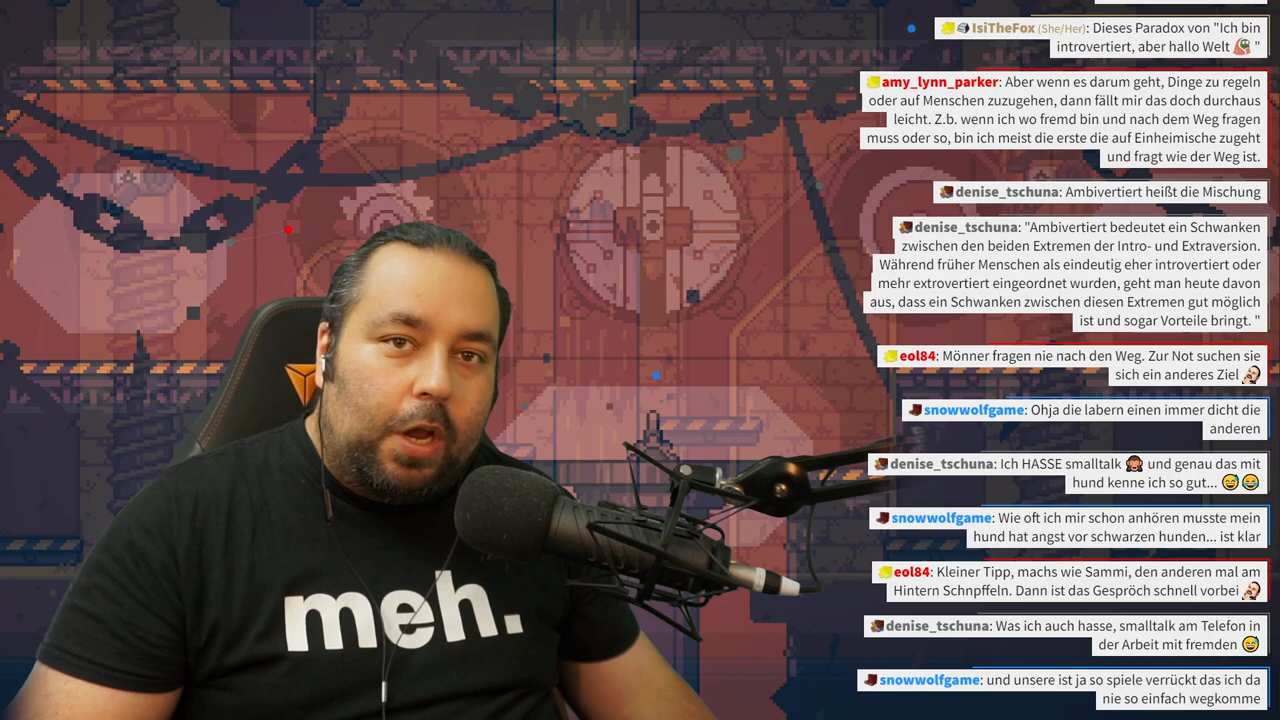 IsiTheFox (She/Her): Dieses Paradox von "Ich bin
introvertiert, aber hallo Welt "
amy_lynn_parker: Aber wenn es darum geht, Dinge zu regeln
oder auf Menschen zuzugehen, dann fällt mir das doch durchaus
leicht. Z.b. wenn ich wo fremd bin und nach dem Weg fragen
muss oder so, bin ich meist die erste die auf Einheimische zugeht
und fragt wie der Weg ist.
denise_tschuna: Ambivertiert heißt die Mischung
denise_tschuna: "Ambivertiert bedeutet ein Schwanken
zwischen den beiden Extremen der Intro- und Extraversion.
Während früher Menschen als eindeutig eher introvertiert oder
mehr extrovertiert eingeordnet wurden, geht man heute davon
aus, dass ein Schwanken zwischen diesen Extremen gut möglich
ist und sogar Vorteile bringt. "
eol84: Mönner fragen nie nach den Weg. Zur Not suchen sie
sich ein anderes Ziel
snowwolfgame: Ohja die labern einen immer dicht die
anderen
denise_tschuna: Ich HASSE smalltalk 🙊 und genau das mit
hund kenne ich so gut... 😅😂
snowwolfgame: Wie oft ich mir schon anhören musste mein
hund hat angst vor schwarzen hunden... ist klar
eol84: Kleiner Tipp, machs wie Sammi, den anderen mal am
Hintern Schnpffeln. Dann ist das Gespröch schnell vorbei
denise_tschuna: Was ich auch hasse, smalltalk am Telefon in
der Arbeit mit fremden 😅
snowwolfgame: und unsere ist ja so spiele verrückt das ich da
nie so einfach wegkomme
meh.